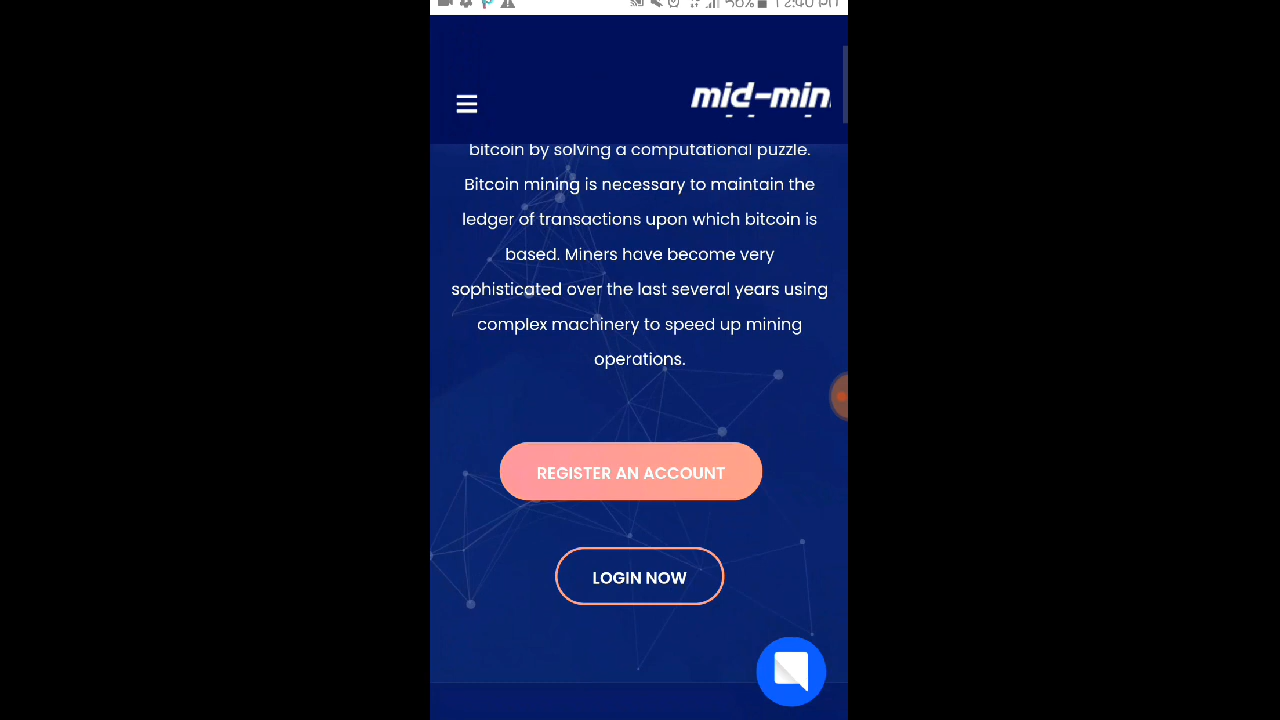 mid-min
bitcoin by solving a computational puzzle.
Bitcoin mining is necessary to maintain the
ledger of transactions upon which bitcoin is
based. Miners have become very
sophisticated over the last several years using
complex machinery to speed up mining
operations.
REGISTER AN ACCOUNT
LOGIN NOW